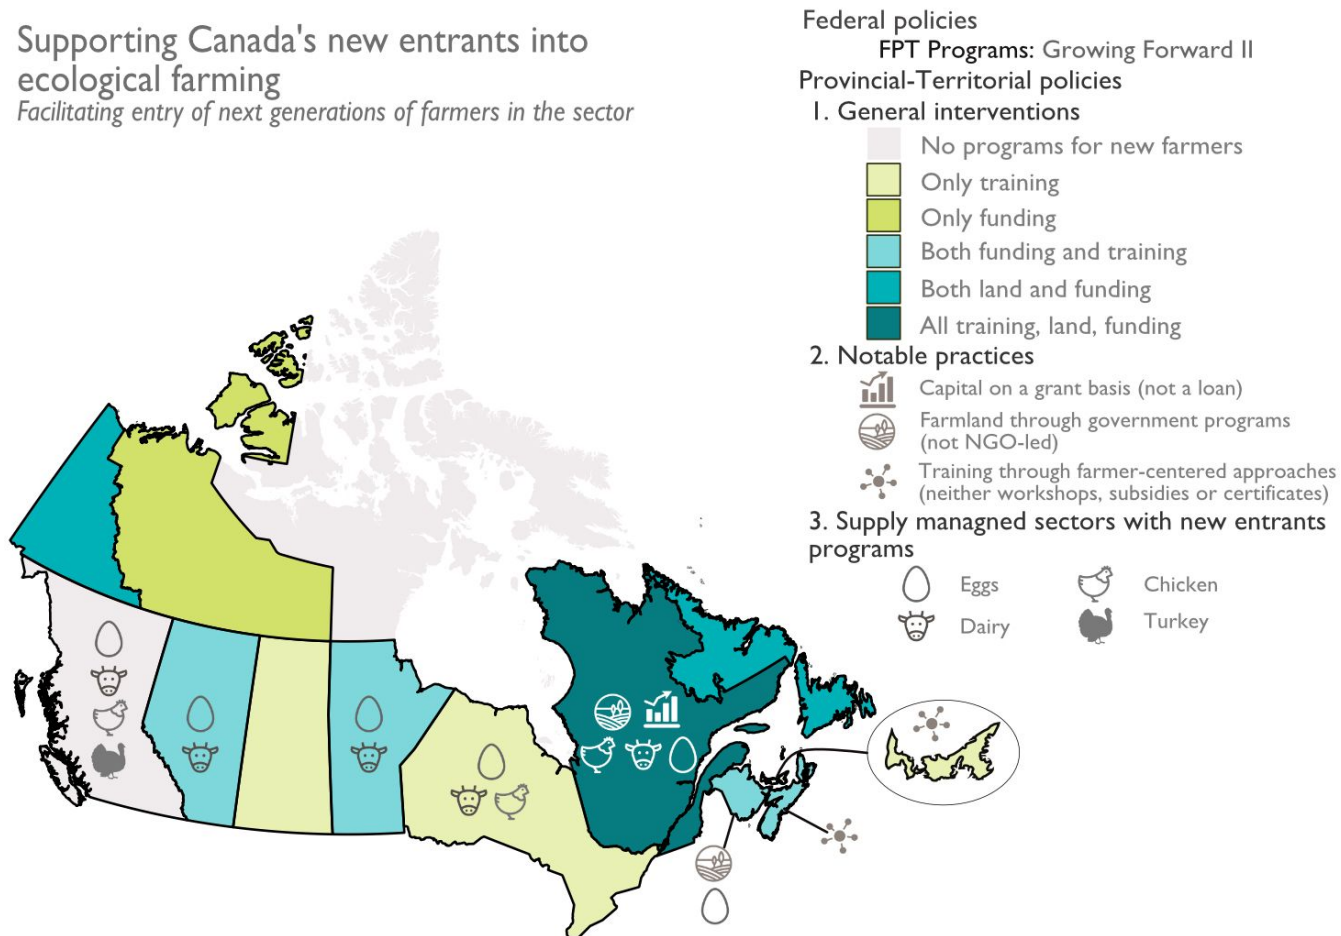 Supporting Canada's new entrants into
ecological farming
Facilitating entry of next generations of farmers in the sector
Federal policies
FPT Programs: Growing Forward II
Provincial-Territorial policies
1. General interventions
No programs for new farmers
Only training
Only funding
Both funding and training
Both land and funding
All training, land, funding
2. Notable practices
Capital on a grant basis (not a loan)
Farmland through government programs
(not NGO-led)
Training through farmer-centered approaches
(neither workshops, subsidies or certificates)
3. Supply managned sectors with new entrants
programs
Eggs
Chicken
Dairy
Turkey